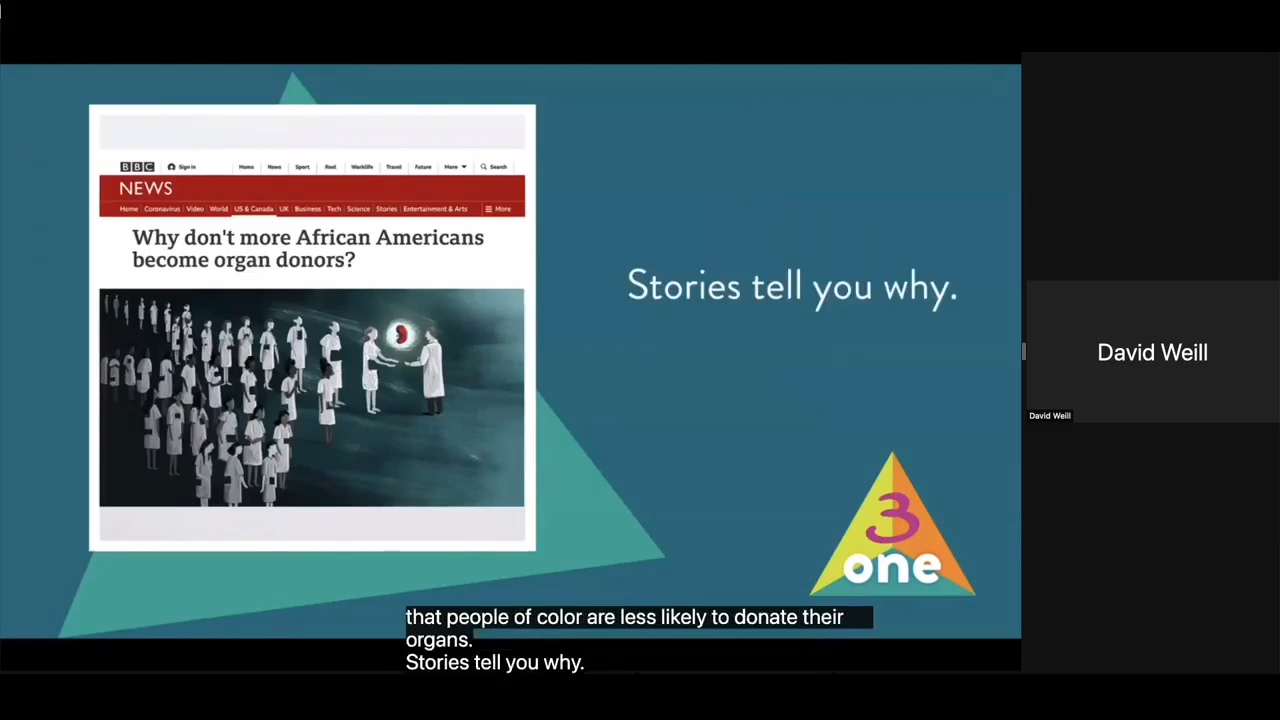 BBC Sign in Home News Sport Reel Worklife Travel Future More Search
NEWS
Home Coronavirus Video World US & Canada UK Business Tech Science Stories Entertainment & Arts More
Why don't more African Americans
become organ donors?
Stories tell you why.
3
one
David Weill
David Weill
that people of color are less likely to donate their
organs.
Stories tell you why.